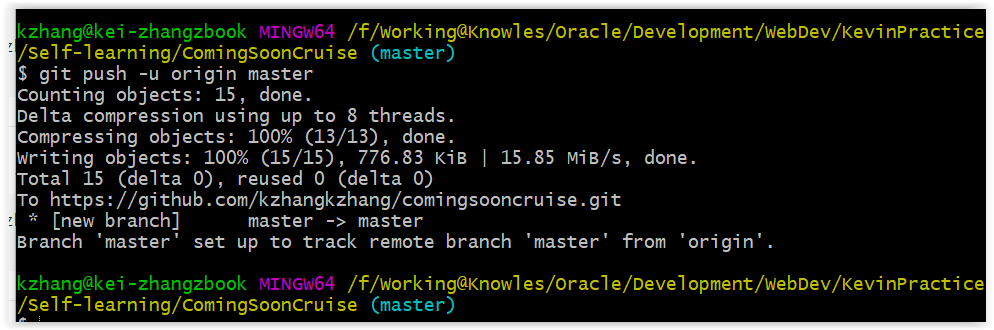 kzhang@kei-zhangzbook MINGW64 /f/Working@Knowles/Oracle/Development/WebDev/KevinPractice
/Self-learning/ComingSoonCruise (master)
$ git push -u origin master
Counting objects: 15, done.
Delta compression using up to 8 threads.
Compressing objects: 100% (13/13), done.
Writing objects: 100% (15/15), 776.83 KiB | 15.85 MiB/s, done.
Total 15 (delta 0), reused 0 (delta 0)
To https://github.com/kzhangkzhang/comingsooncruise.git
 * [new branch]      master -> master
Branch 'master' set up to track remote branch 'master' from 'origin'.
kzhang@kei-zhangzbook MINGW64 /f/Working@Knowles/Oracle/Development/WebDev/KevinPractice
/Self-learning/ComingSoonCruise (master)